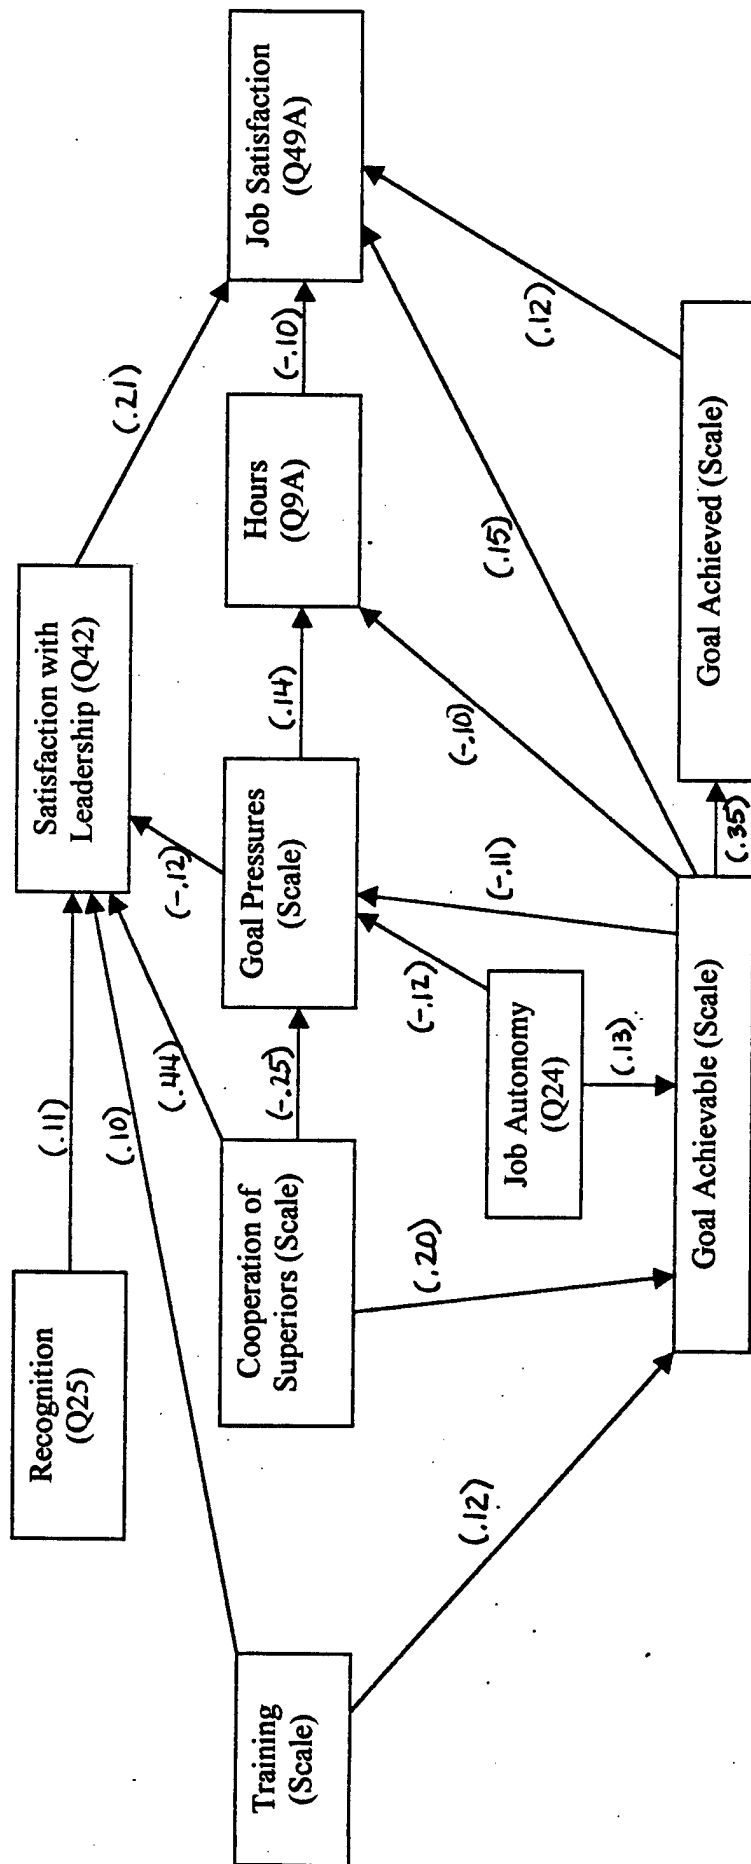 Training
(Scale)
Recognition
(Q25)
Cooperation of
Superiors (Scale)
Job Autonomy
(Q24)
Goal Achievable (Scale)
Goal Pressures
(Scale)
Satisfaction with
Leadership (Q42)
Hours
(Q9A)
Goal Achieved (Scale)
Job Satisfaction
(Q49A)
(.11)
(.10)
(.44)
(-.25)
(.20)
(.12)
(-.12)
(.13)
(-.12)
(-.11)
(.14)
(-.10)
(.35)
(.21)
(-.10)
(.15)
(.12)